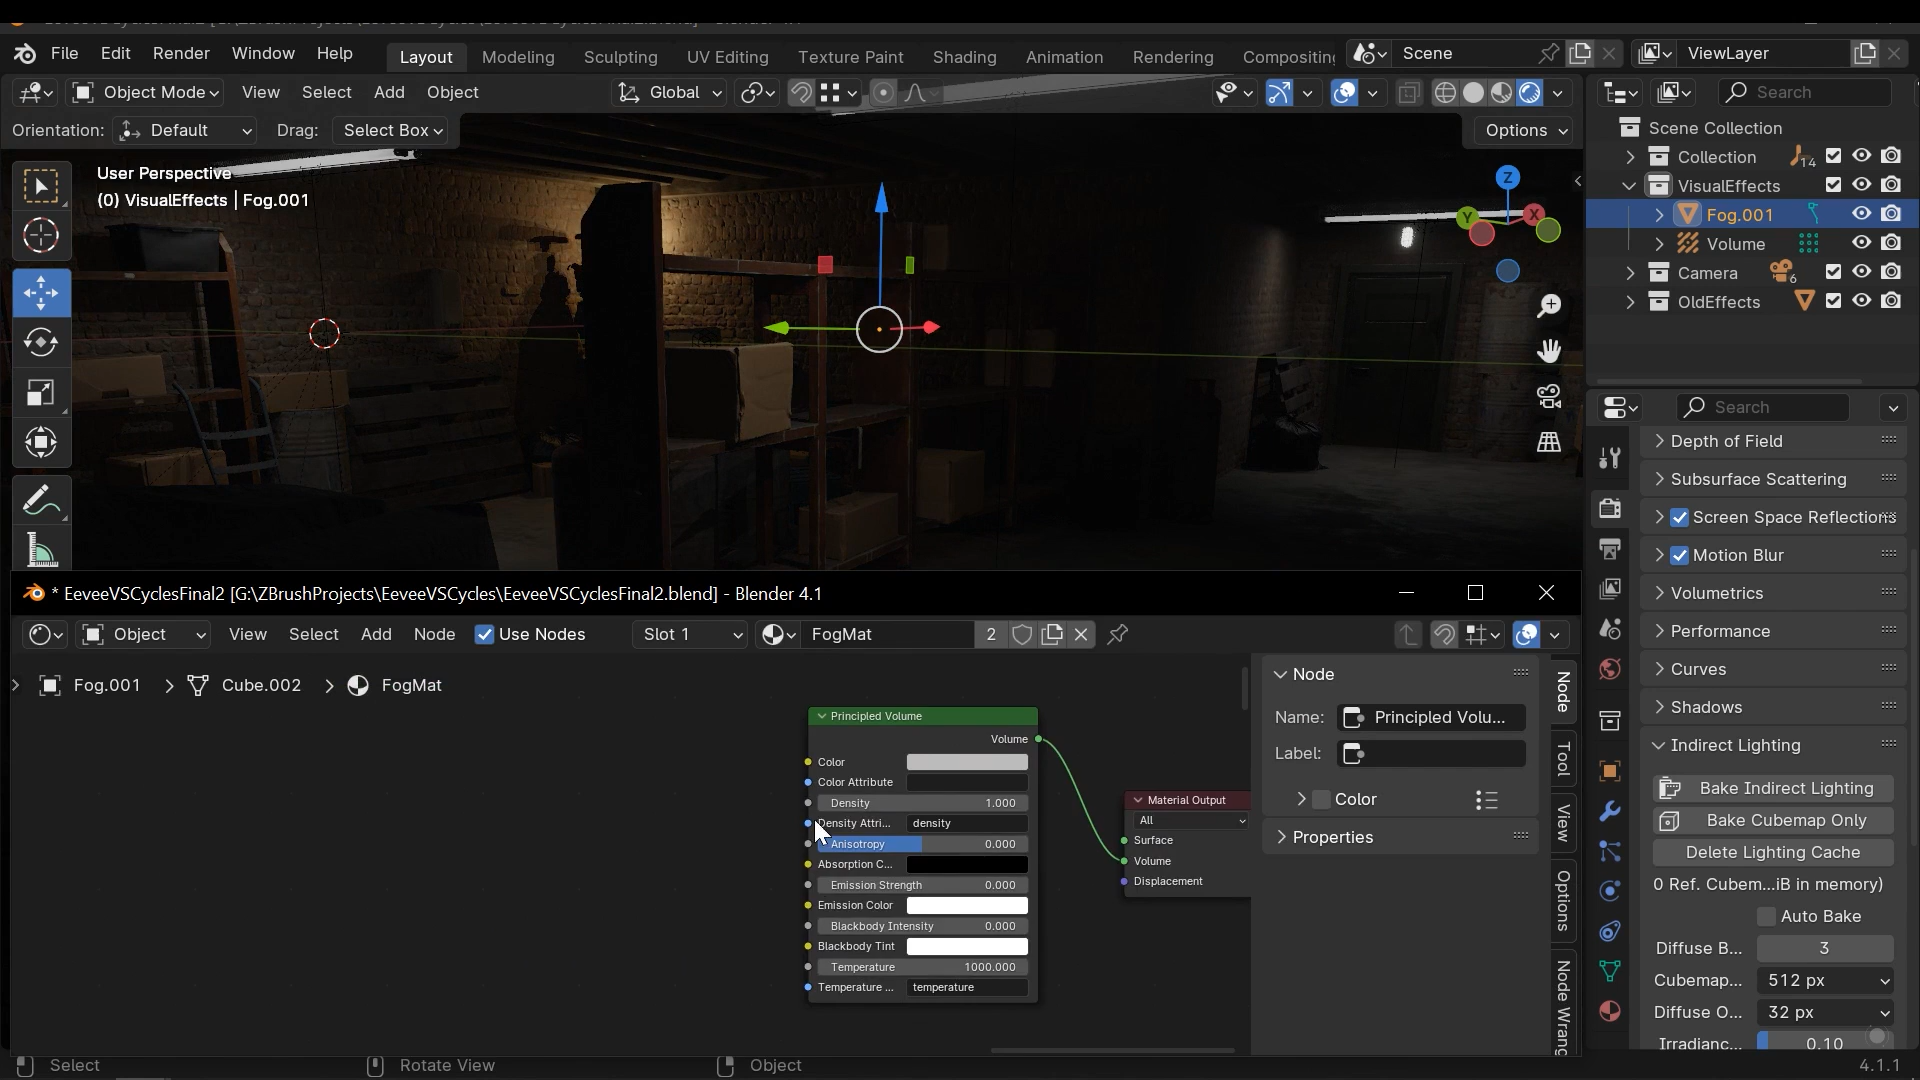 File Edit Render Window Help Layout Modeling Sculpting UV Editing Texture Paint Shading Animation Rendering Compositing Scene ViewLayer
Object Mode View Select Add Object Global Search
Orientation: Default Drag: Select Box Options
Scene Collection
User Perspective
(0) VisualEffects | Fog.001
Z
Y
X
Collection 14
VisualEffects
Fog.001
Volume
Camera 6
OldEffects
Search
Depth of Field
Subsurface Scattering
Screen Space Reflections
Motion Blur
Volumetrics
Performance
Curves
Shadows
Indirect Lighting
Bake Indirect Lighting
Bake Cubemap Only
Delete Lighting Cache
0 Ref. Cubem...iB in memory)
Auto Bake
Diffuse B... 3
Cubemap... 512 px
Diffuse O... 32 px
Irradianc... 0.10
* EeveeVSCyclesFinal2 [G:\ZBrushProjects\EeveeVSCycles\EeveeVSCyclesFinal2.blend] - Blender 4.1
Object View Select Add Node Use Nodes Slot 1 FogMat 2
Fog.001 Cube.002 FogMat
Principled Volume
Volume
Color
Color Attribute
Density 1.000
Density Attri... density
Anisotropy 0.000
Absorption C...
Emission Strength 0.000
Emission Color
Blackbody Intensity 0.000
Blackbody Tint
Temperature 1000.000
Temperature ... temperature
Material Output
All
Surface
Volume
Displacement
Node
Name: Principled Volu...
Label:
Color
Properties
Node
Tool
View
Options
Node Wrang
Select Rotate View Object 4.1.1